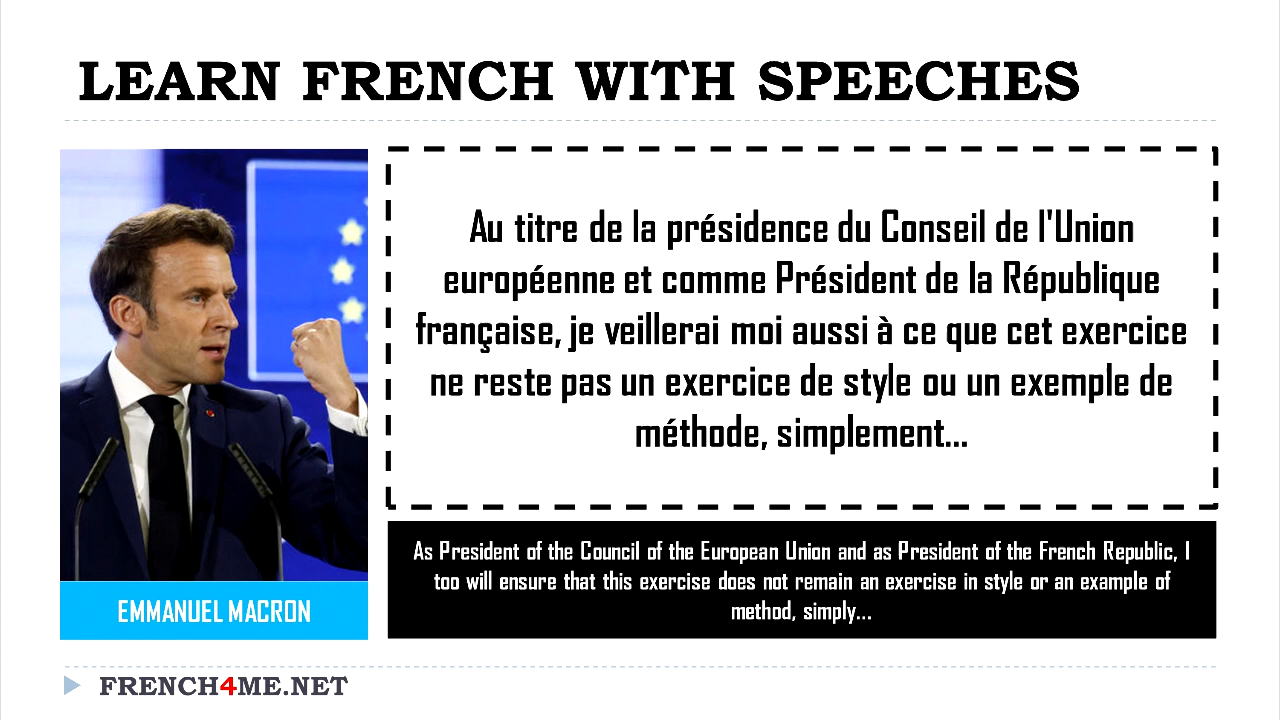 LEARN FRENCH WITH SPEECHES
Au titre de la présidence du Conseil de l'Union
européenne et comme Président de la République
française, je veillerai moi aussi à ce que cet exercice
ne reste pas un exercice de style ou un exemple de
méthode, simplement...
As President of the Council of the European Union and as President of the French Republic, I
too will ensure that this exercise does not remain an exercise in style or an example of
method, simply...
EMMANUEL MACRON
FRENCH4ME.NET